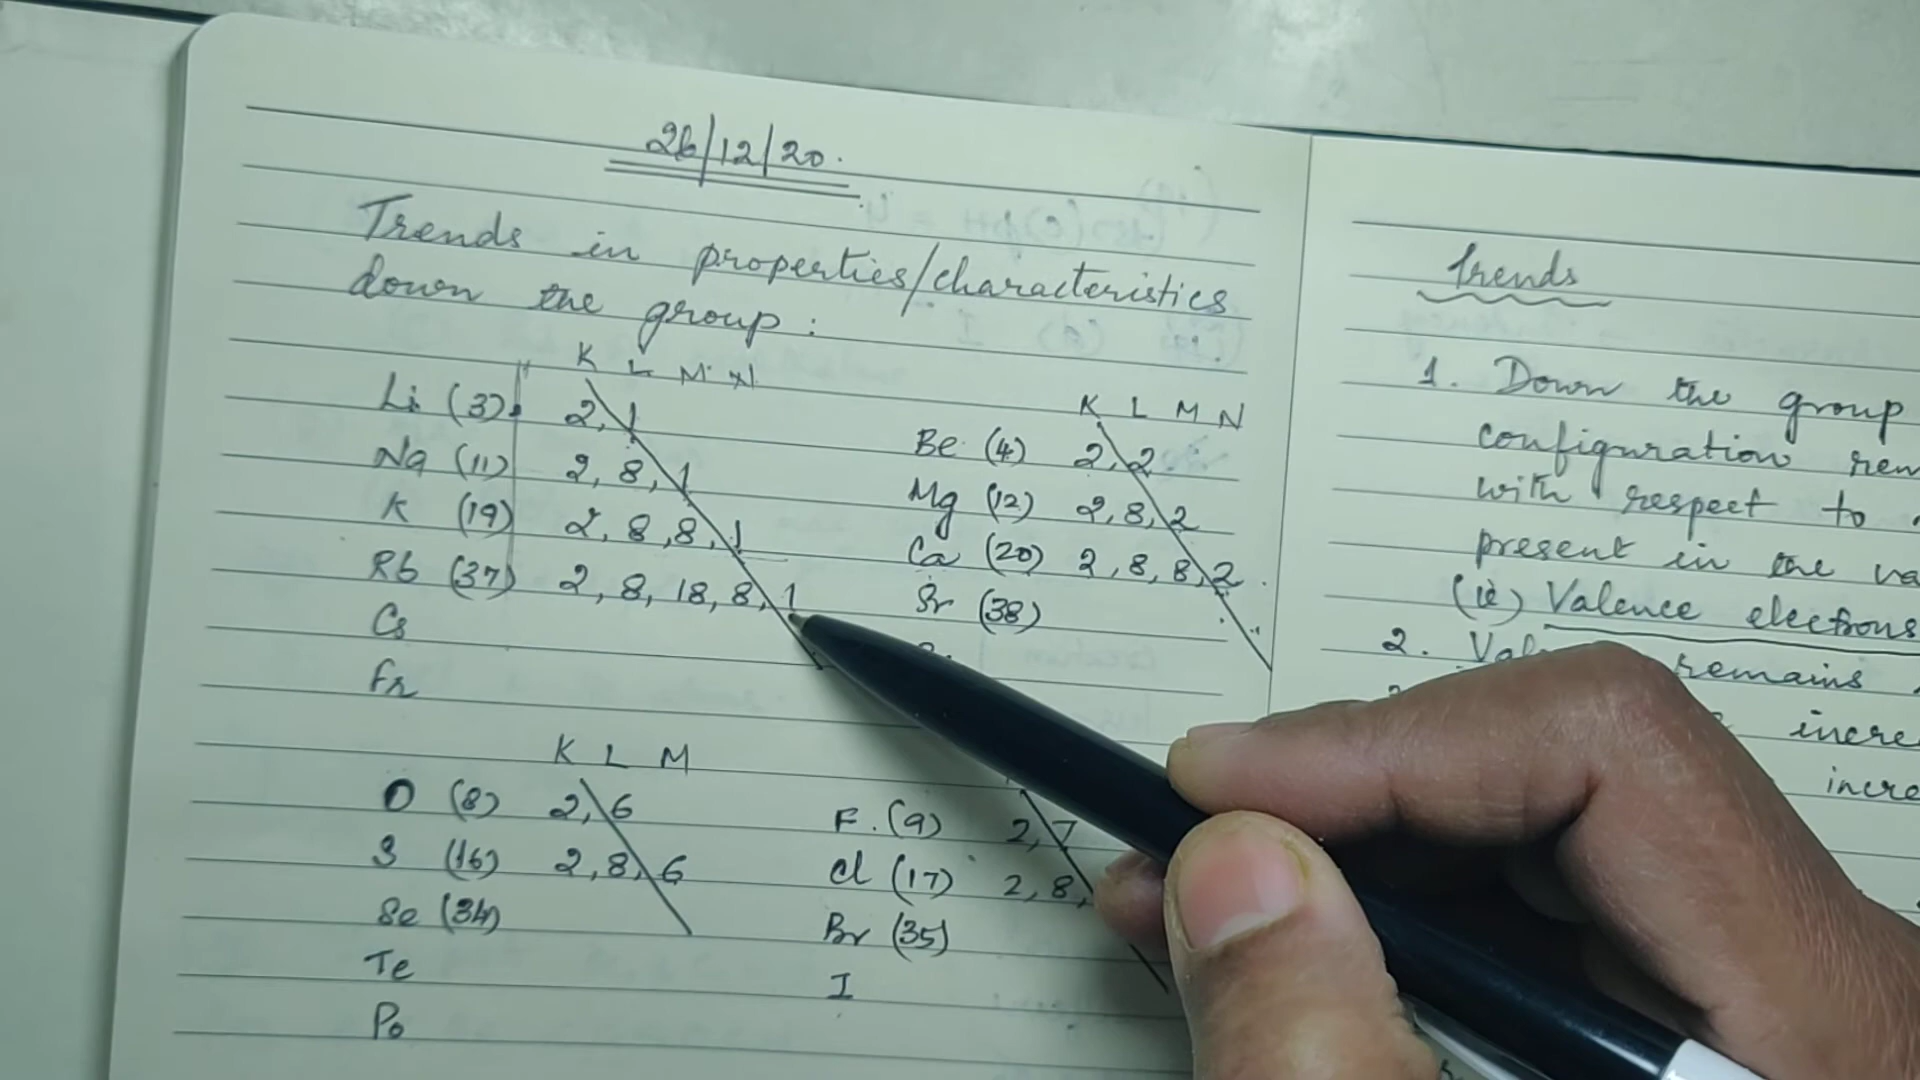 26/12/20.
Trends in properties/characteristics
down the group:
K L M N
Li (3) 2, 1
Na (11) 2, 8, 1
K (19) 2, 8, 8, 1
Rb (37) 2, 8, 18, 8, 1
Cs
Fr
K L M N
Be (4) 2, 2
Mg (12) 2, 8, 2
Ca (20) 2, 8, 8, 2
Sr (38)
K L M
O (8) 2, 6
S (16) 2, 8, 6
Se (34)
Te
Po
F. (9) 2, 7
Cl (17) 2, 8,
Br (35)
I
Trends
1. Down the group
configuration
with respect to
present in the
(ie) Valence electrons
2. remains